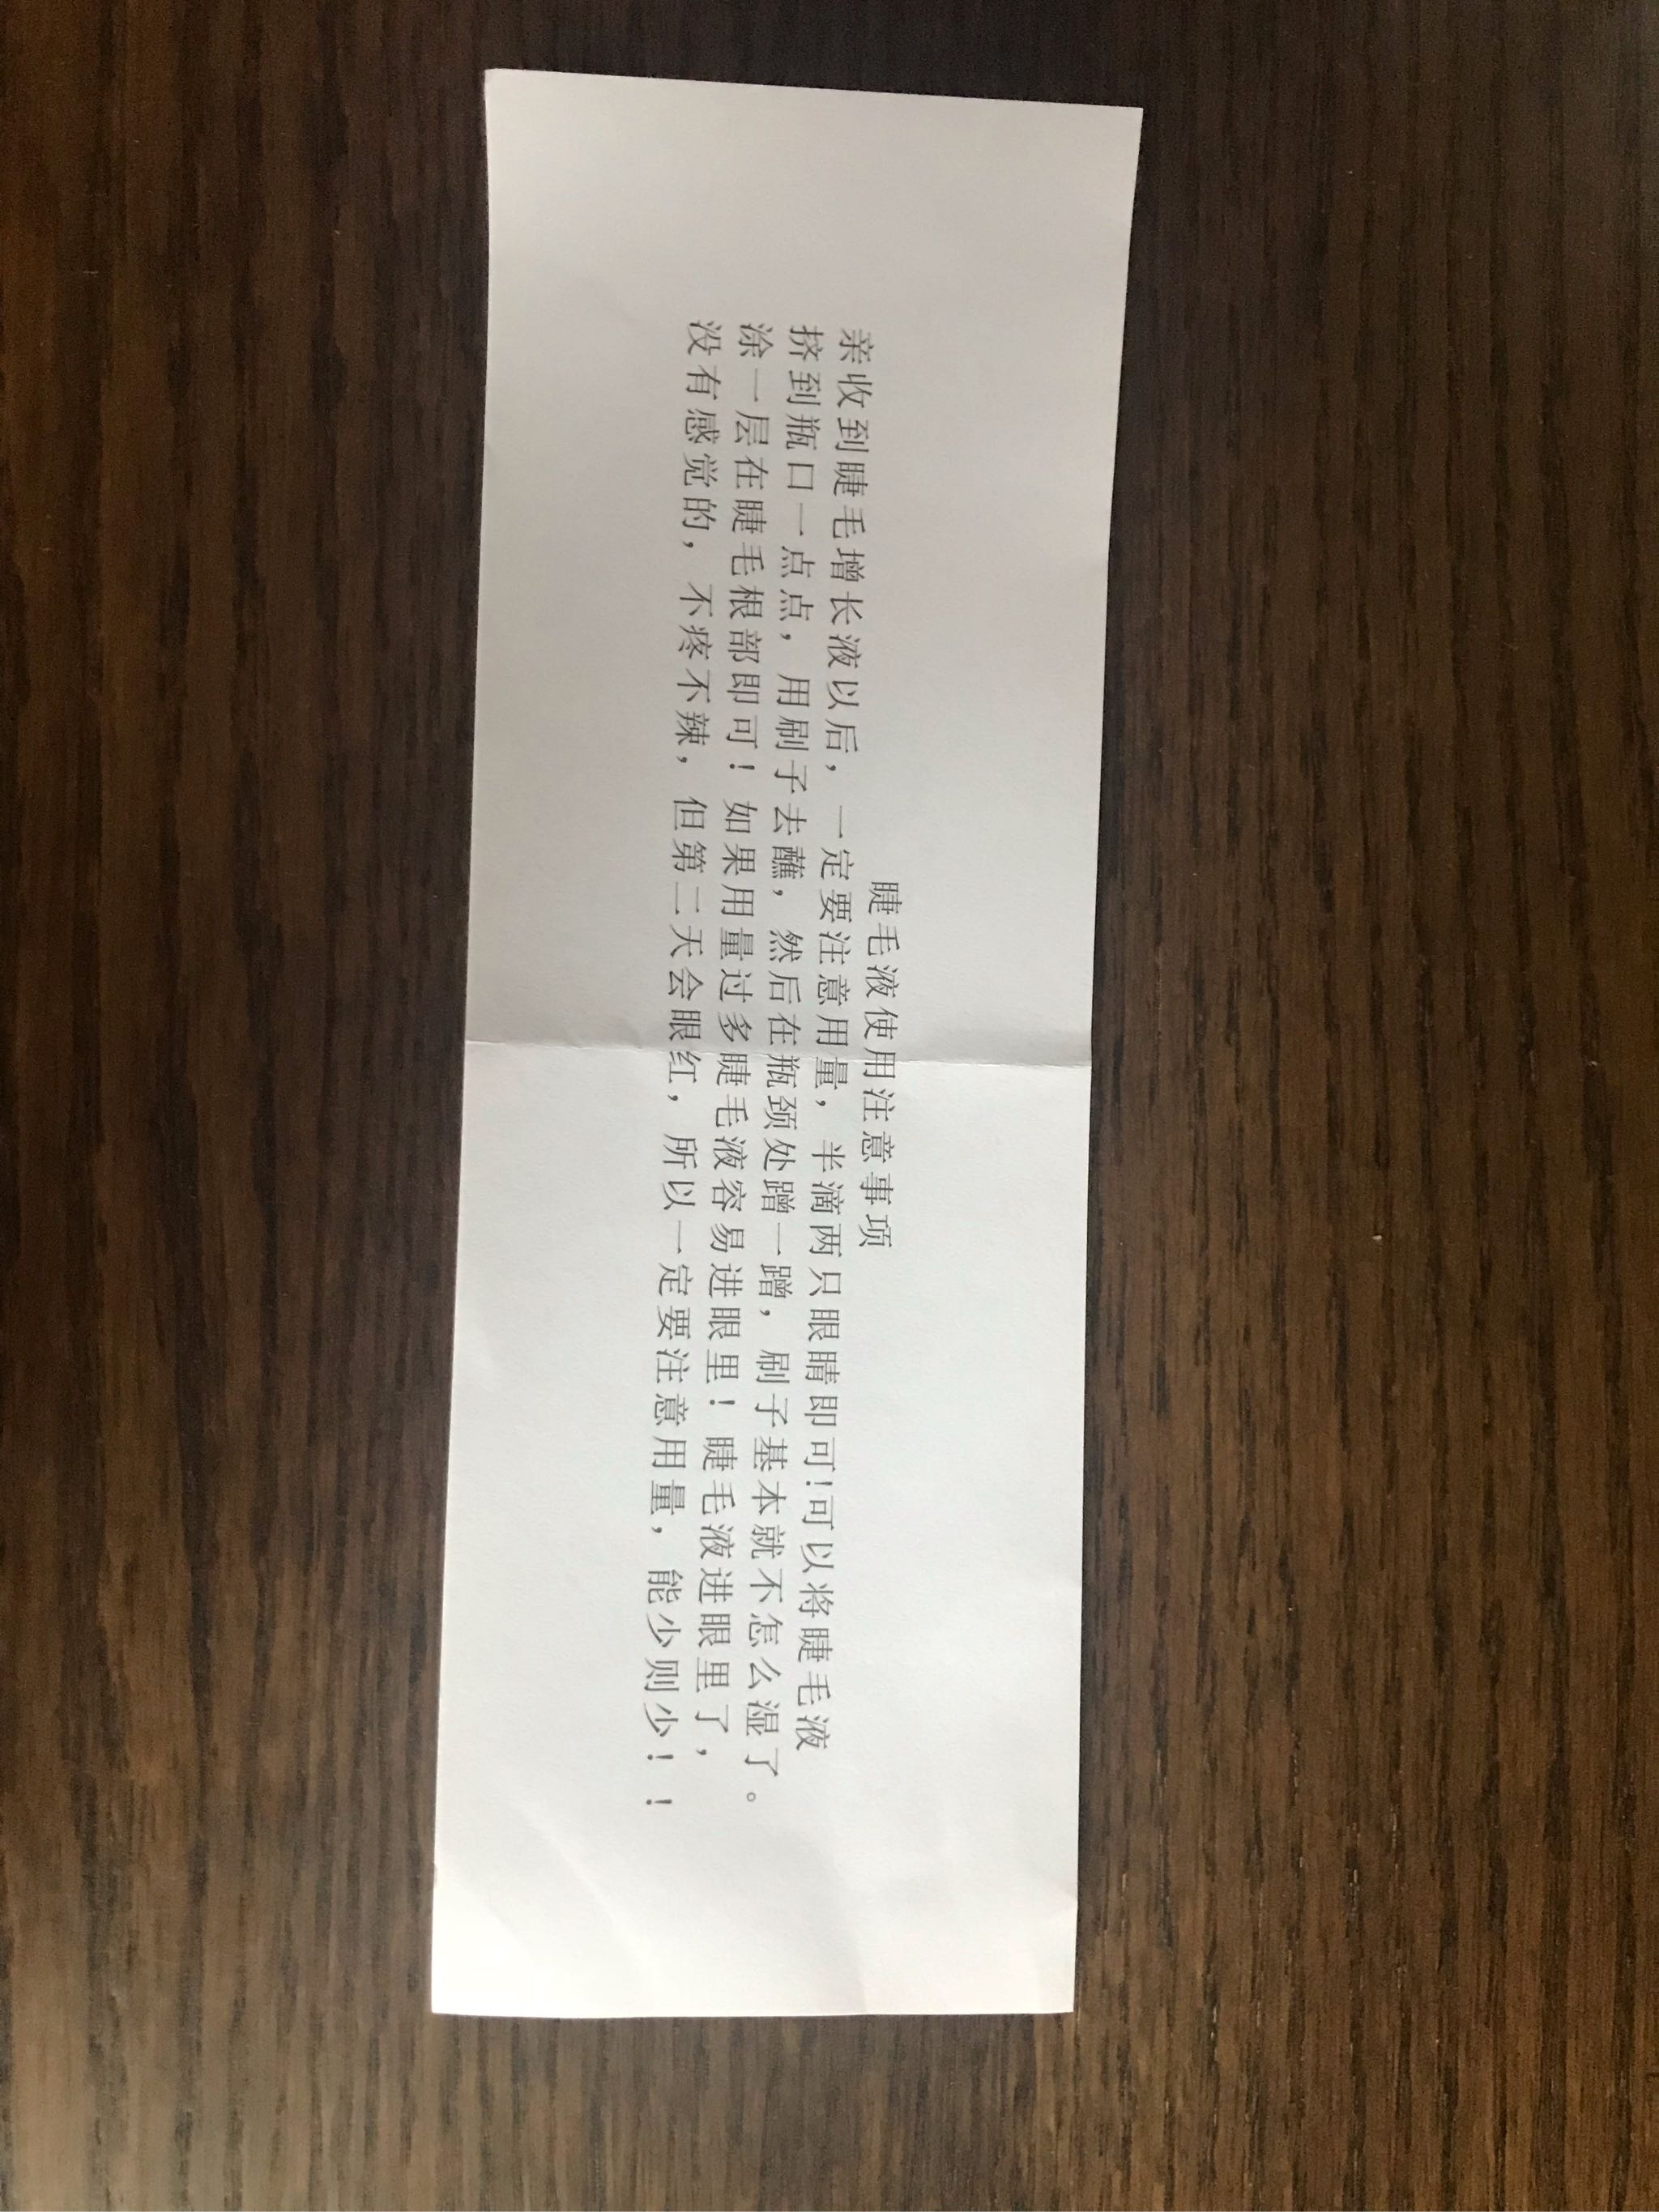 睫毛液使用注意事项
亲收到睫毛增长液以后，一定要注意用量，半滴两只眼睛即可!可以将睫毛液
挤到瓶口一点点，用刷子去蘸，然后在瓶颈处蹭一蹭，刷子基本就不怎么湿了。
涂一层在睫毛根部即可！如果用量过多睫毛液容易进眼里！睫毛液进眼里了，
没有感觉的，不疼不辣，但第二天会眼红，所以一定要注意用量，能少则少！！